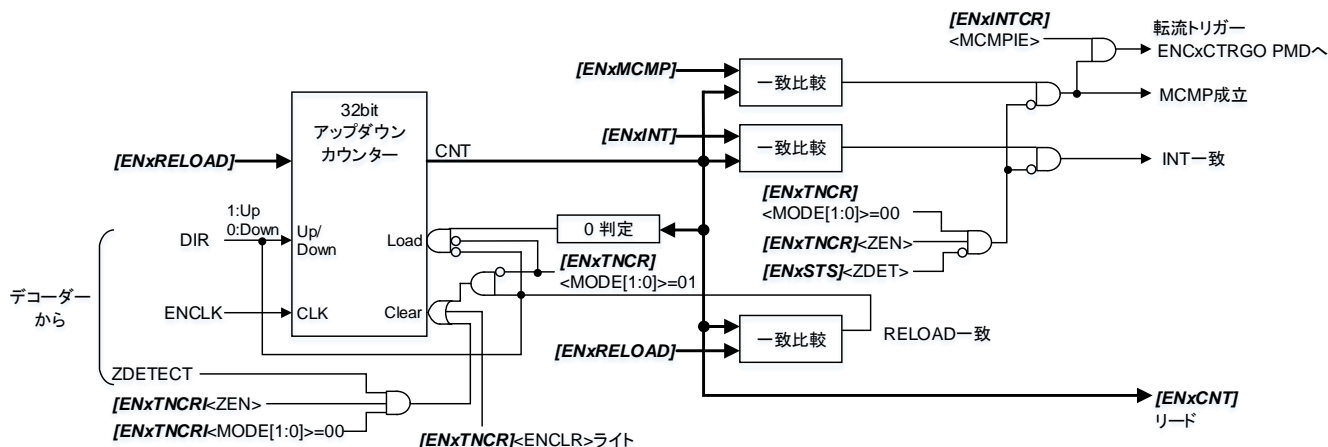 [ENxINTCR]
<MCMPIE>
転流トリガー
ENCxCTRGO PMDへ
[ENxMCMP]
一致比較
MCMP成立
32bit
アップダウン
カウンター
[ENxINT]
一致比較
[ENxRELOAD]
CNT
INT一致
[ENxTNCR]
<MODE[1:0]>=00
1:Up
0:Down
DIR
Up/
Down
Load
0 判定
[ENxTNCR]<ZEN>
[ENxSTS]<ZDET>
[ENxTNCR]
<MODE[1:0]>=01
デコーダー
から
ENCLK
CLK
Clear
一致比較
RELOAD一致
[ENxRELOAD]
ZDETECT
[ENxTNCRI<ZEN>
[ENxTNCRI<MODE[1:0]>=00
[ENxTNCR]<ENCLR>ライト
[ENxCNT]
リード